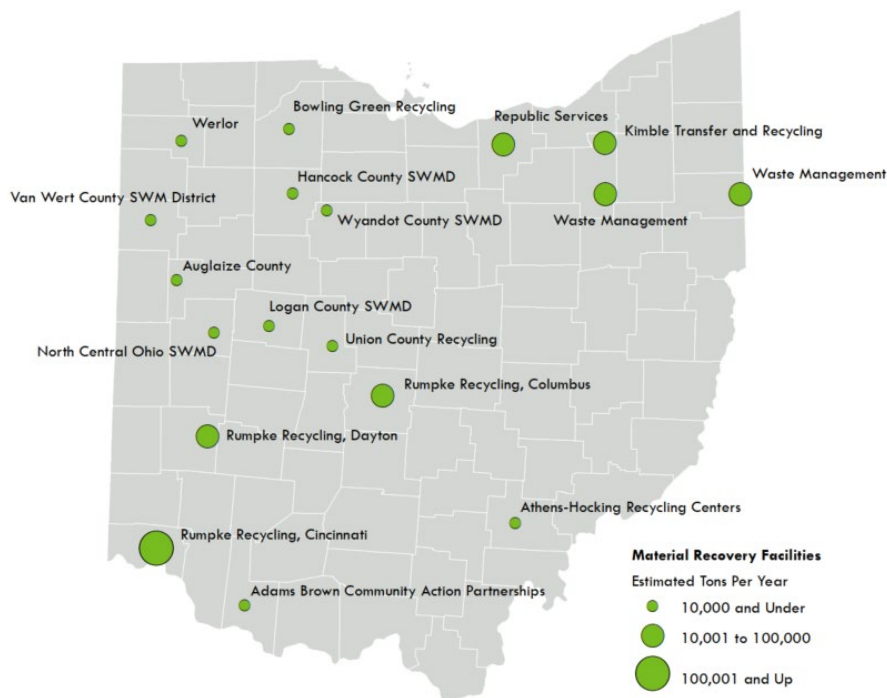 Bowling Green Recycling
Werlor
Republic Services
Kimble Transfer and Recycling
Hancock County SWMD
Waste Management
Van Wert County SWM District
Wyandot County SWMD
Waste Management
Auglaize County
Logan County SWMD
North Central Ohio SWMD
Union County Recycling
Rumpke Recycling, Columbus
Rumpke Recycling, Dayton
Athens-Hocking Recycling Centers
Rumpke Recycling, Cincinnati
Adams Brown Community Action Partnerships
Material Recovery Facilities
Estimated Tons Per Year
10,000 and Under
10,001 to 100,000
100,001 and Up